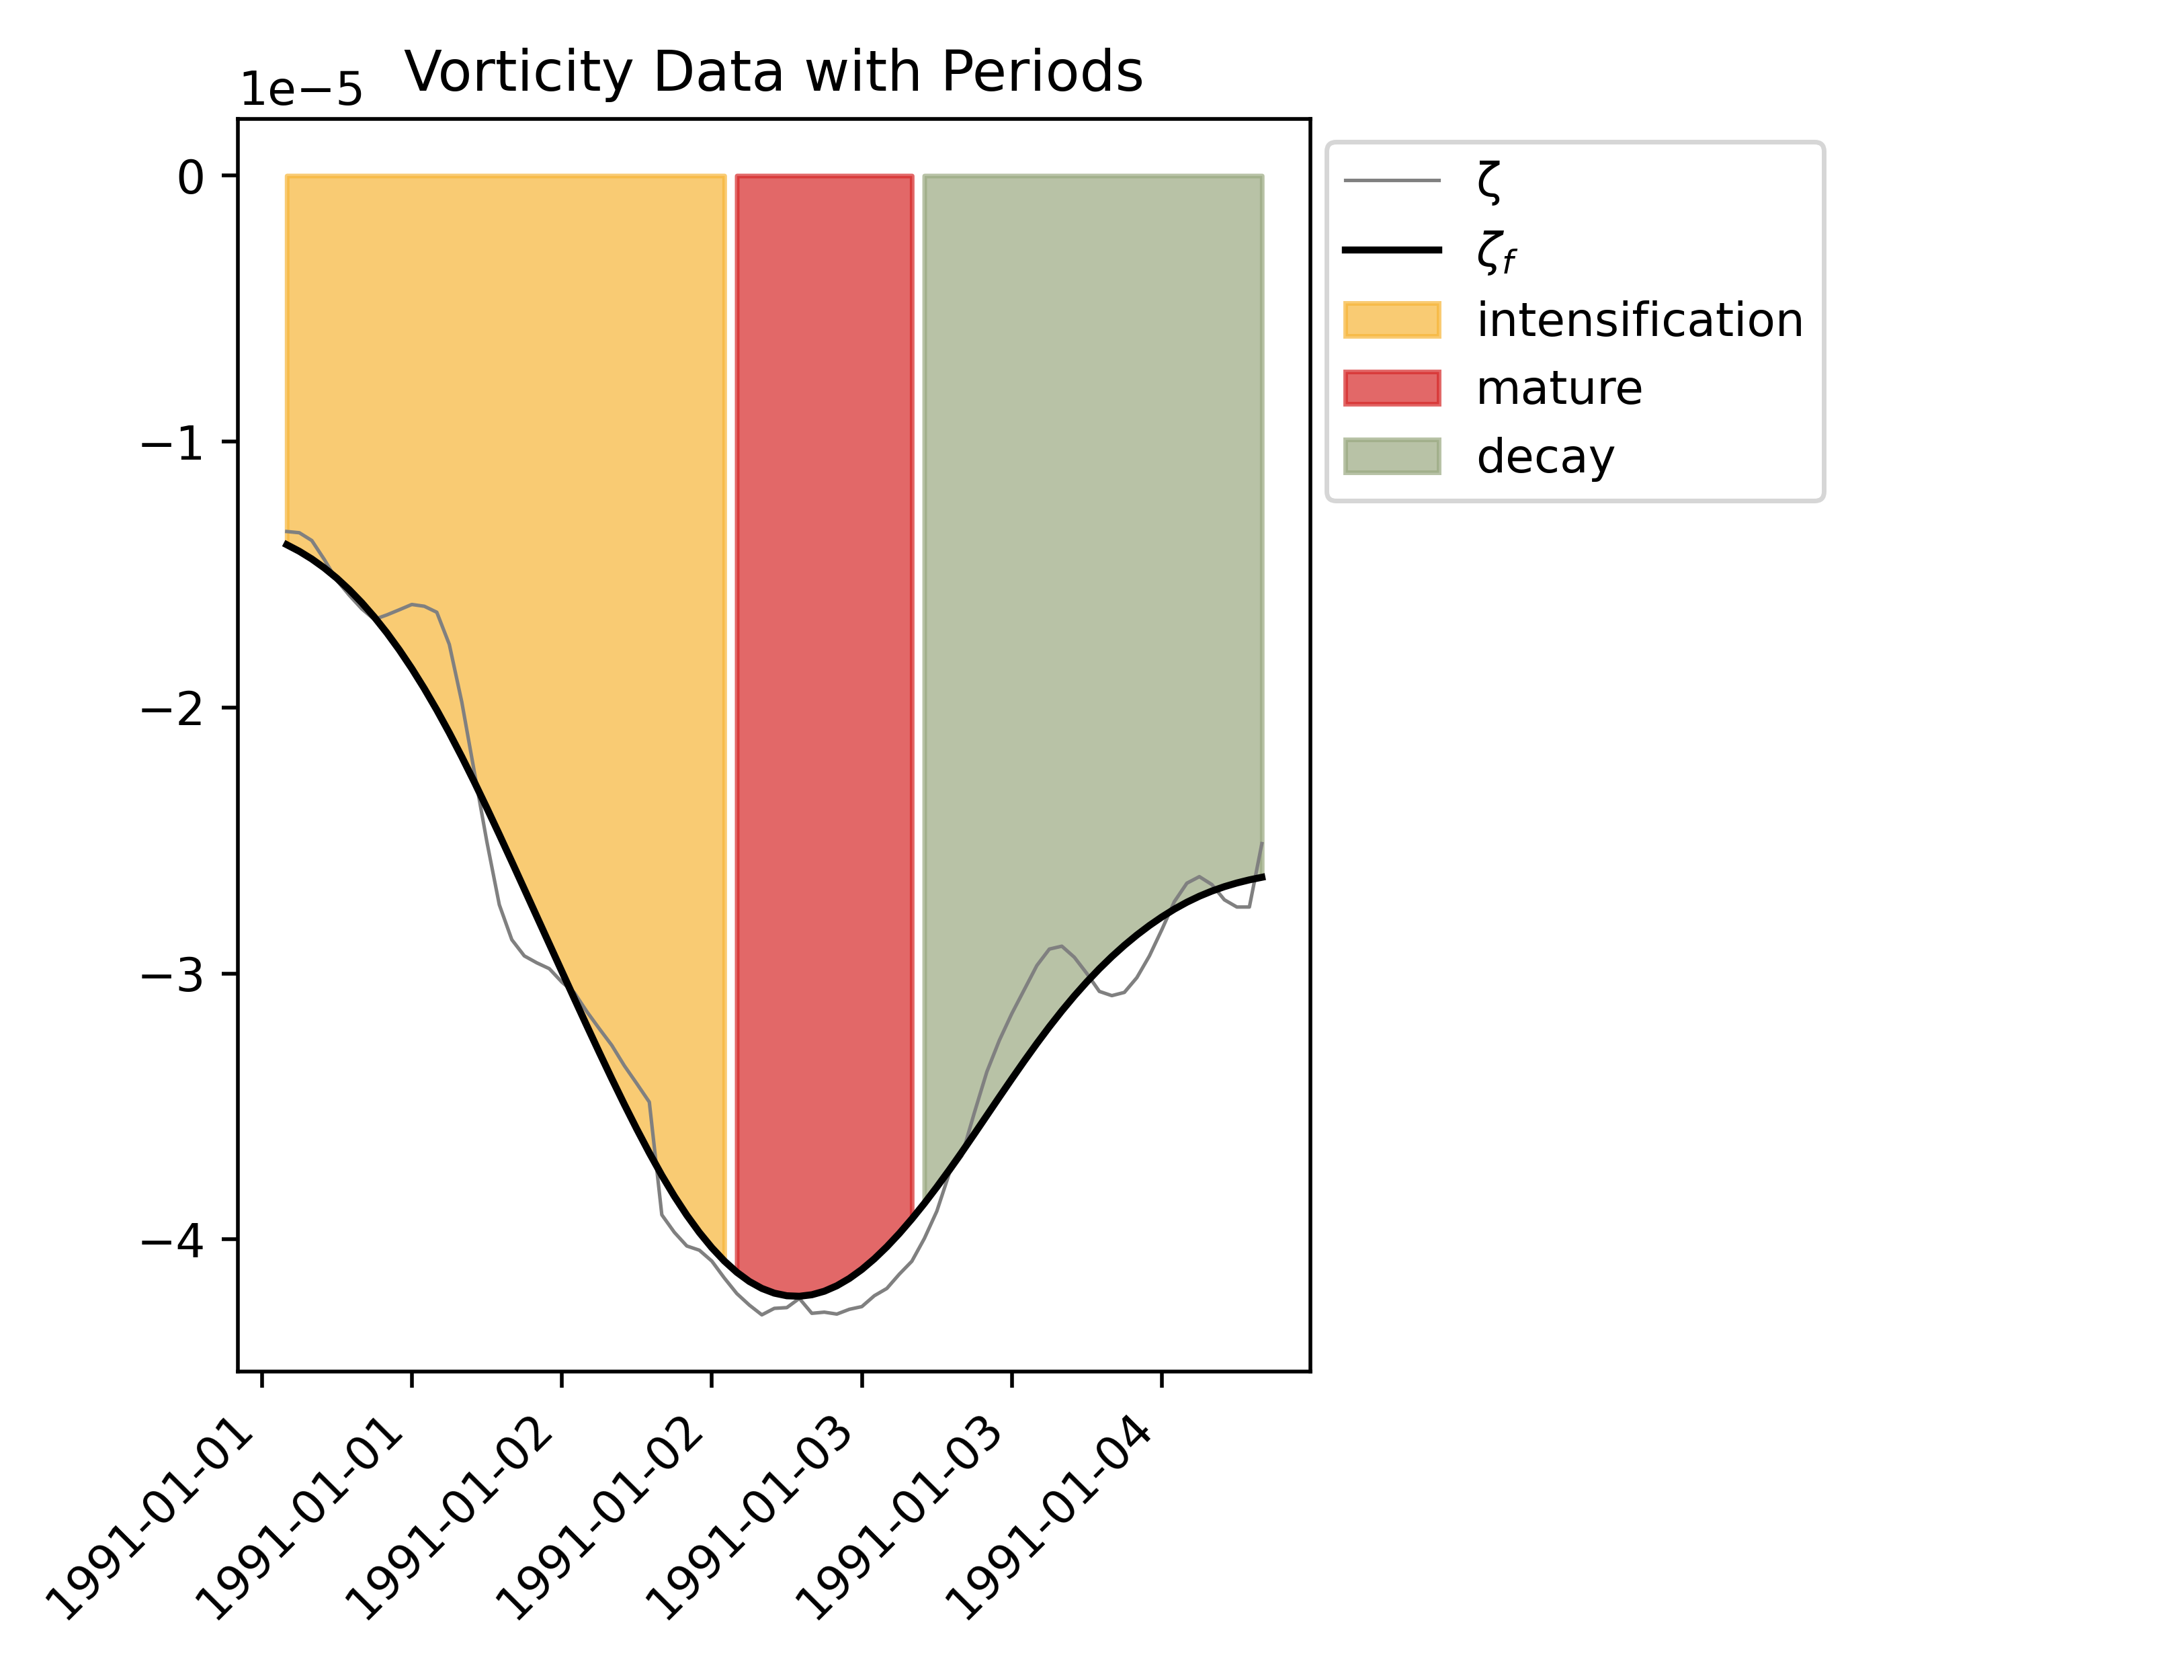 Vorticity Data with Periods
1e−5
0
−1
−2
−3
−4
1991-01-01
1991-01-01
1991-01-02
1991-01-02
1991-01-03
1991-01-03
1991-01-04
ζ
ζf
intensification
mature
decay